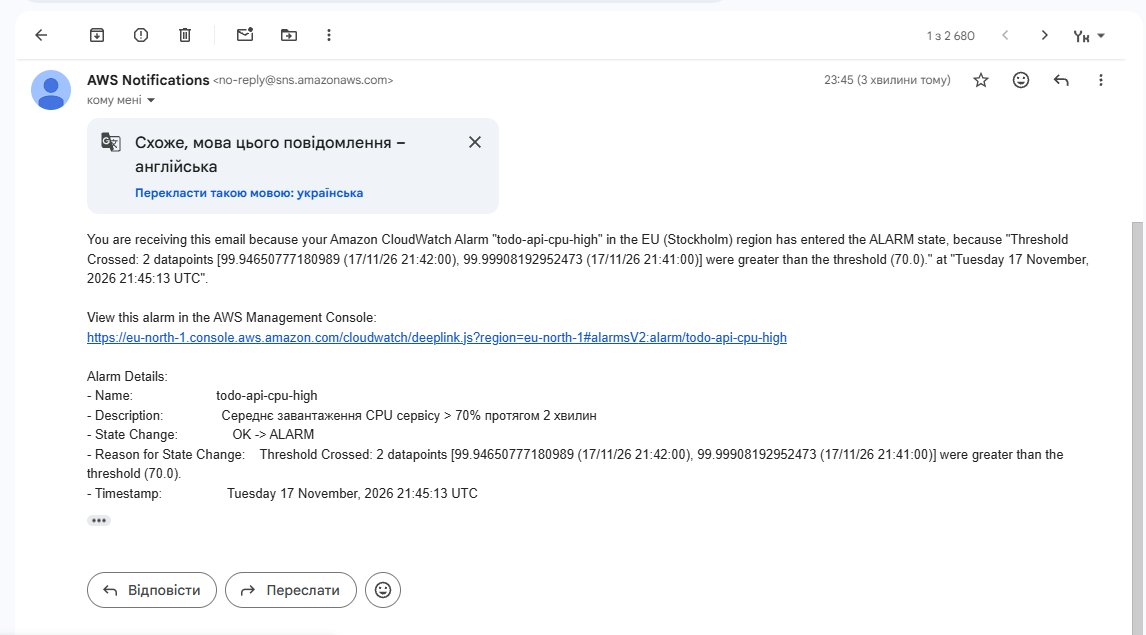 1 з 2 680
Ук
AWS Notifications <no-reply@sns.amazonaws.com>
23:45 (3 хвилини тому)
кому мені
Схоже, мова цього повідомлення –
англійська
Перекласти такою мовою: українська
You are receiving this email because your Amazon CloudWatch Alarm "todo-api-cpu-high" in the EU (Stockholm) region has entered the ALARM state, because "Threshold
Crossed: 2 datapoints [99.94650777180989 (17/11/26 21:42:00), 99.99908192952473 (17/11/26 21:41:00)] were greater than the threshold (70.0)." at "Tuesday 17 November,
2026 21:45:13 UTC".
View this alarm in the AWS Management Console:
https://eu-north-1.console.aws.amazon.com/cloudwatch/deeplink.js?region=eu-north-1#alarmsV2:alarm/todo-api-cpu-high
Alarm Details:
- Name: todo-api-cpu-high
- Description: Середнє завантаження CPU сервісу > 70% протягом 2 хвилин
- State Change: OK -> ALARM
- Reason for State Change: Threshold Crossed: 2 datapoints [99.94650777180989 (17/11/26 21:42:00), 99.99908192952473 (17/11/26 21:41:00)] were greater than the
threshold (70.0).
- Timestamp: Tuesday 17 November, 2026 21:45:13 UTC
Відповісти
Переслати